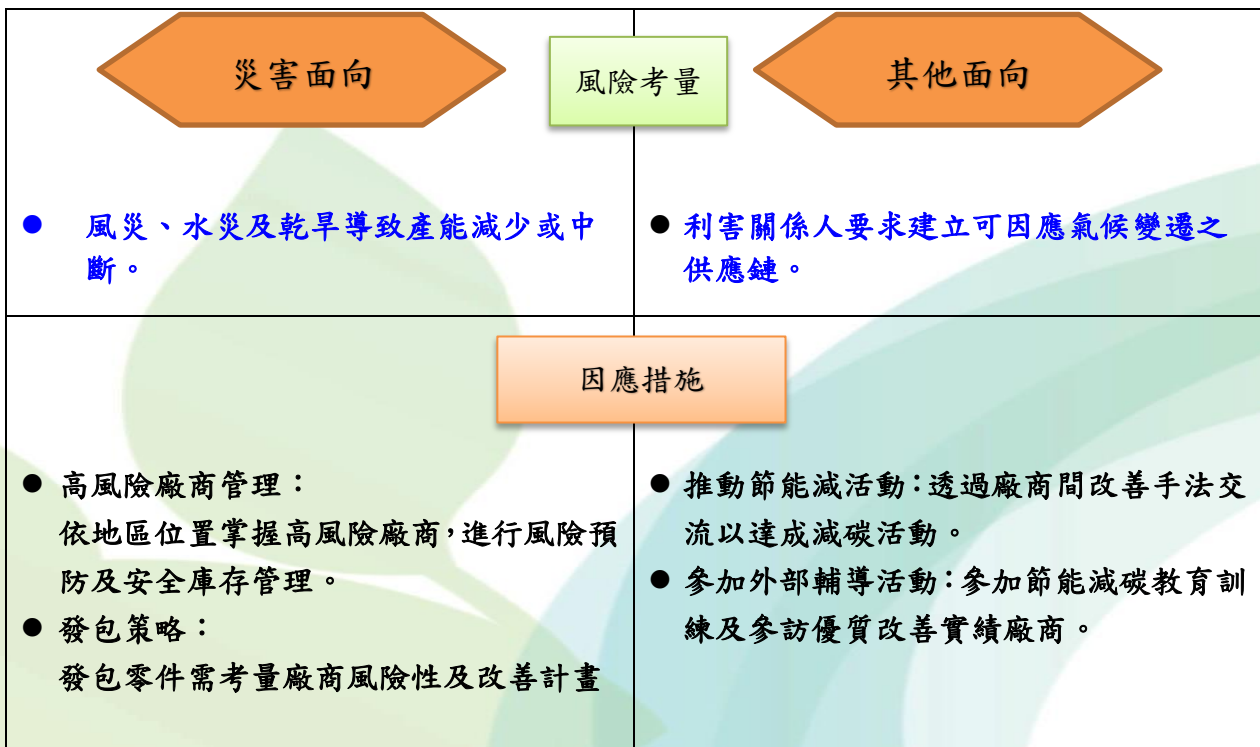 災害面向
風險考量
其他面向
● 風災、水災及乾旱導致產能減少或中
斷。
● 利害關係人要求建立可因應氣候變遷之
供應鏈。
因應措施
● 高風險廠商管理：
依地區位置掌握高風險廠商，進行風險預
防及安全庫存管理。
● 發包策略：
發包零件需考量廠商風險性及改善計畫
● 推動節能減活動：透過廠商間改善手法交
流以達成減碳活動。
● 參加外部輔導活動：參加節能減碳教育訓
練及參訪優質改善實績廠商。